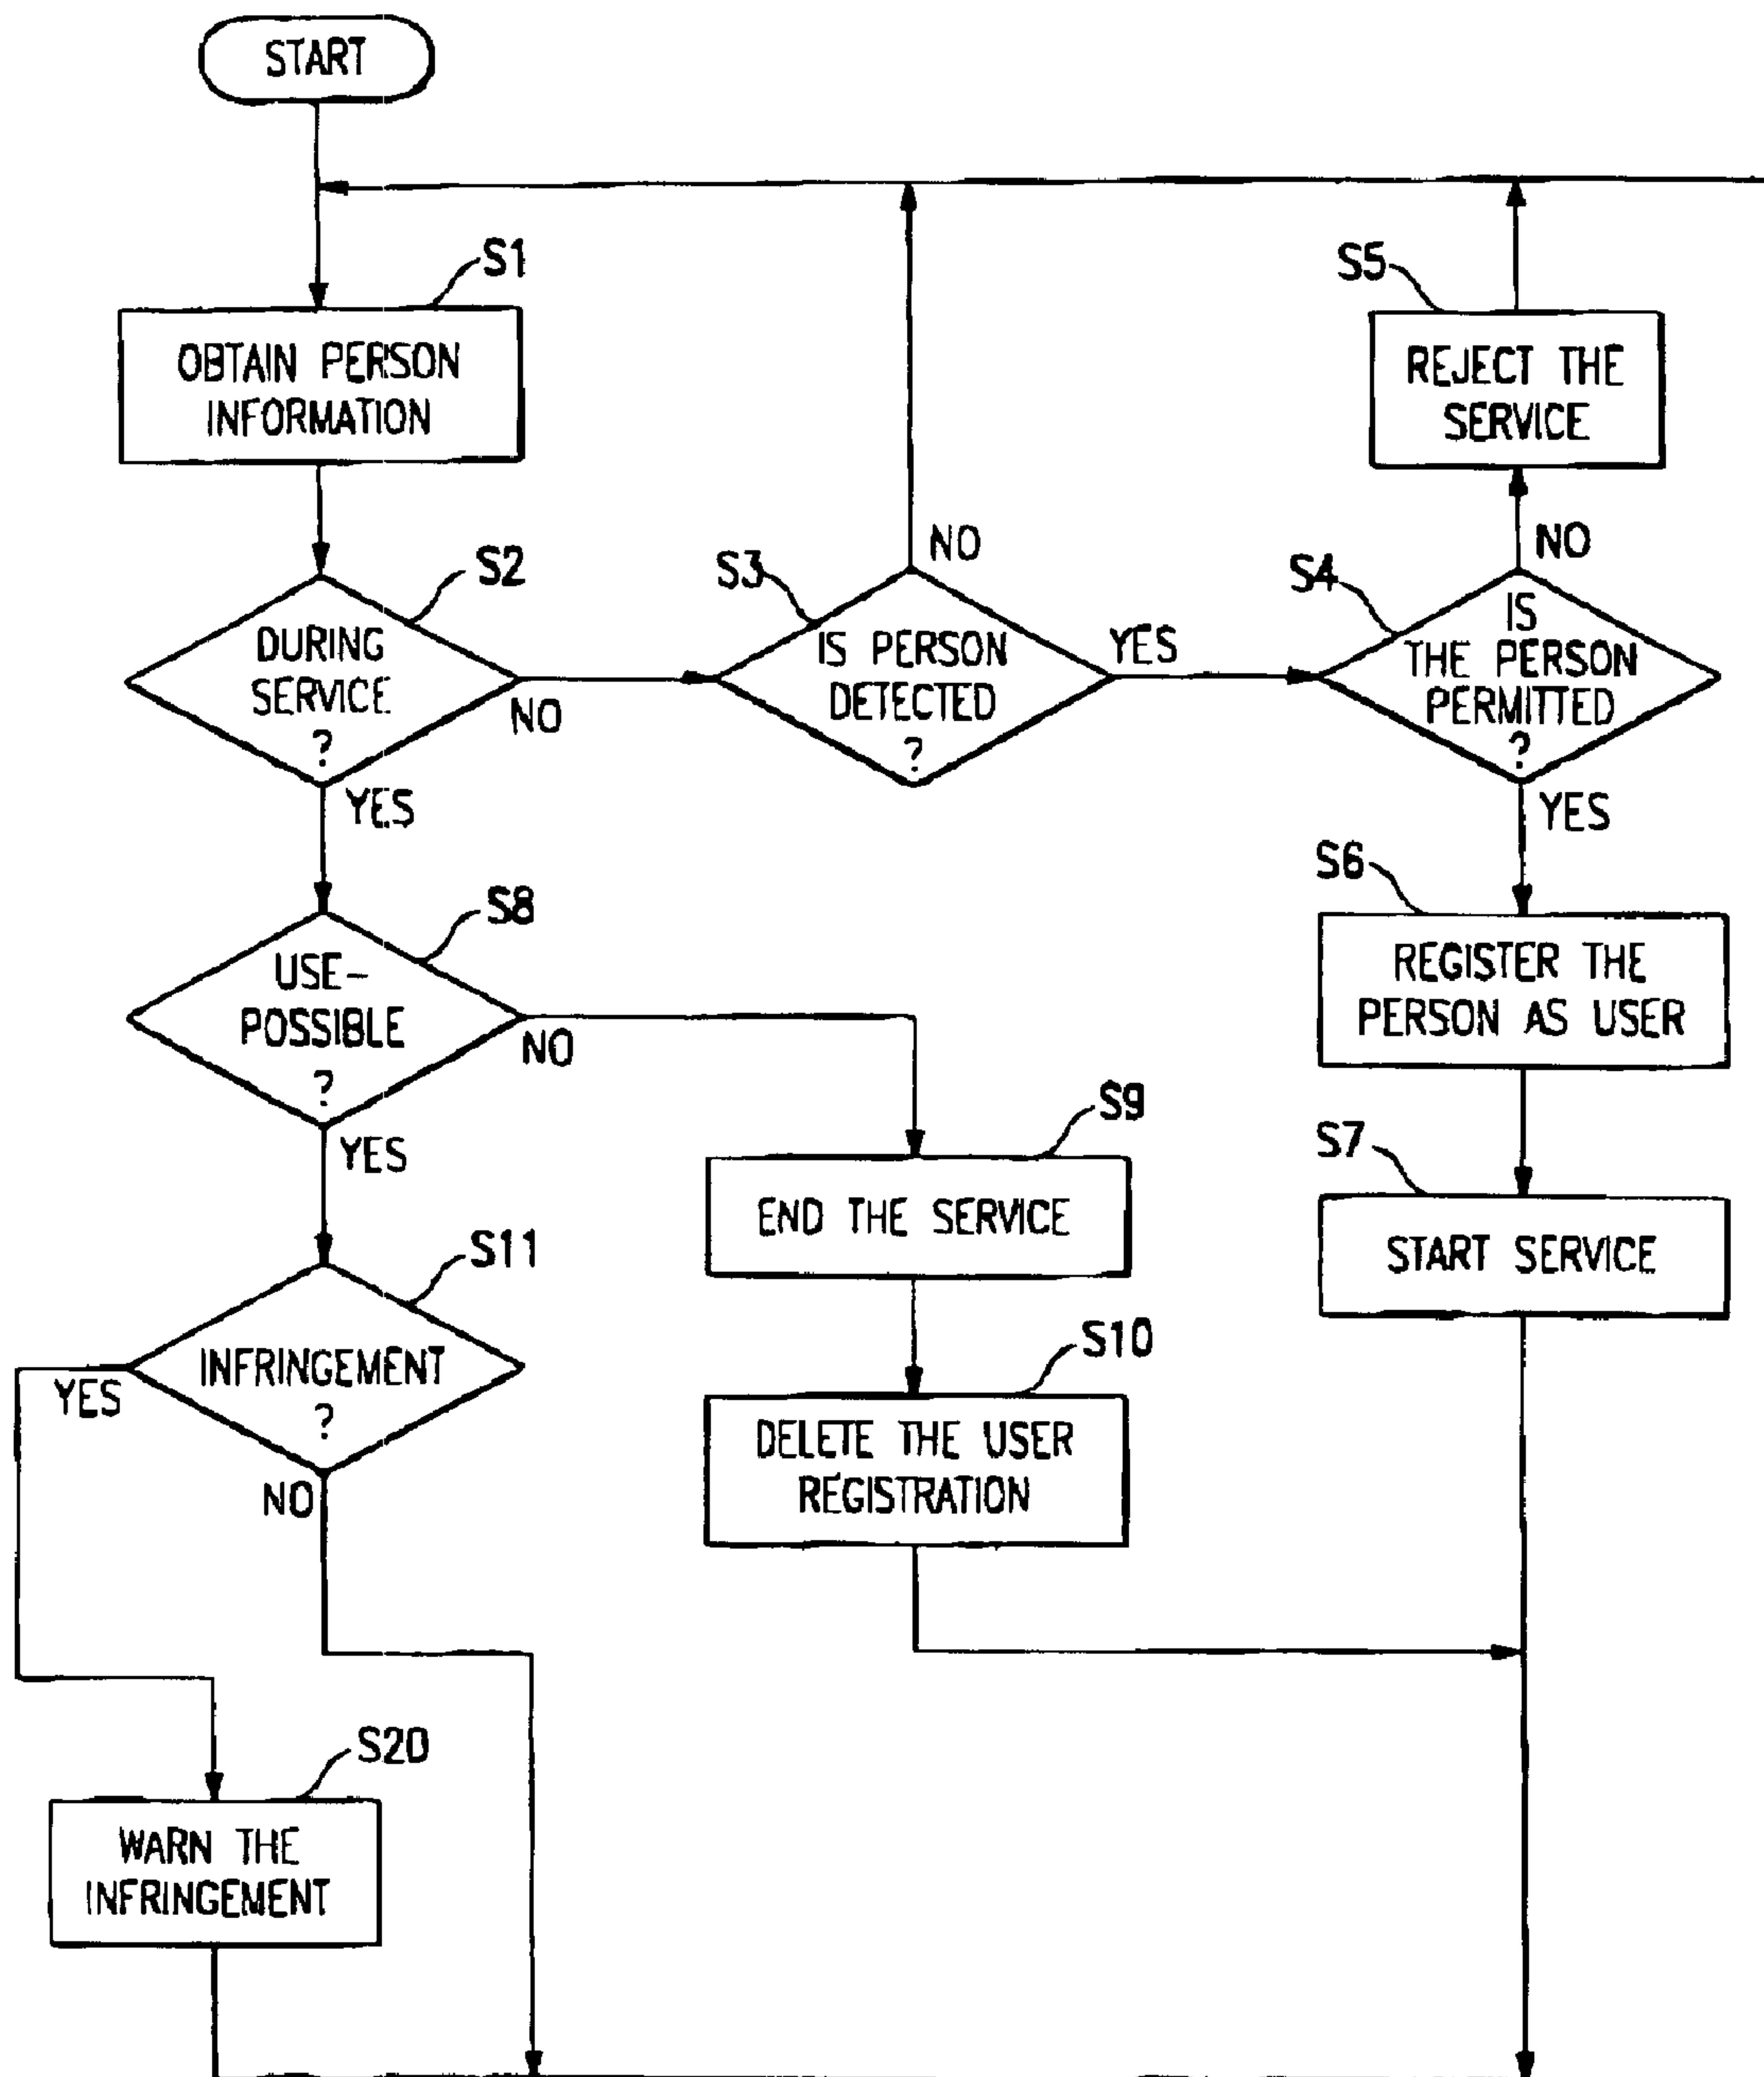 START
S1
OBTAIN PERSON
INFORMATION
S5
REJECT THE
SERVICE
S2
DURING
SERVICE
?
NO
YES
S3
IS PERSON
DETECTED
?
NO
YES
S4
IS
THE PERSON
PERMITTED
?
NO
YES
S6
REGISTER THE
PERSON AS USER
S7
START SERVICE
S8
USE-
POSSIBLE
?
NO
YES
S9
END THE SERVICE
S10
DELETE THE USER
REGISTRATION
S11
INFRINGEMENT
?
YES
NO
S20
WARN THE
INFRINGEMENT